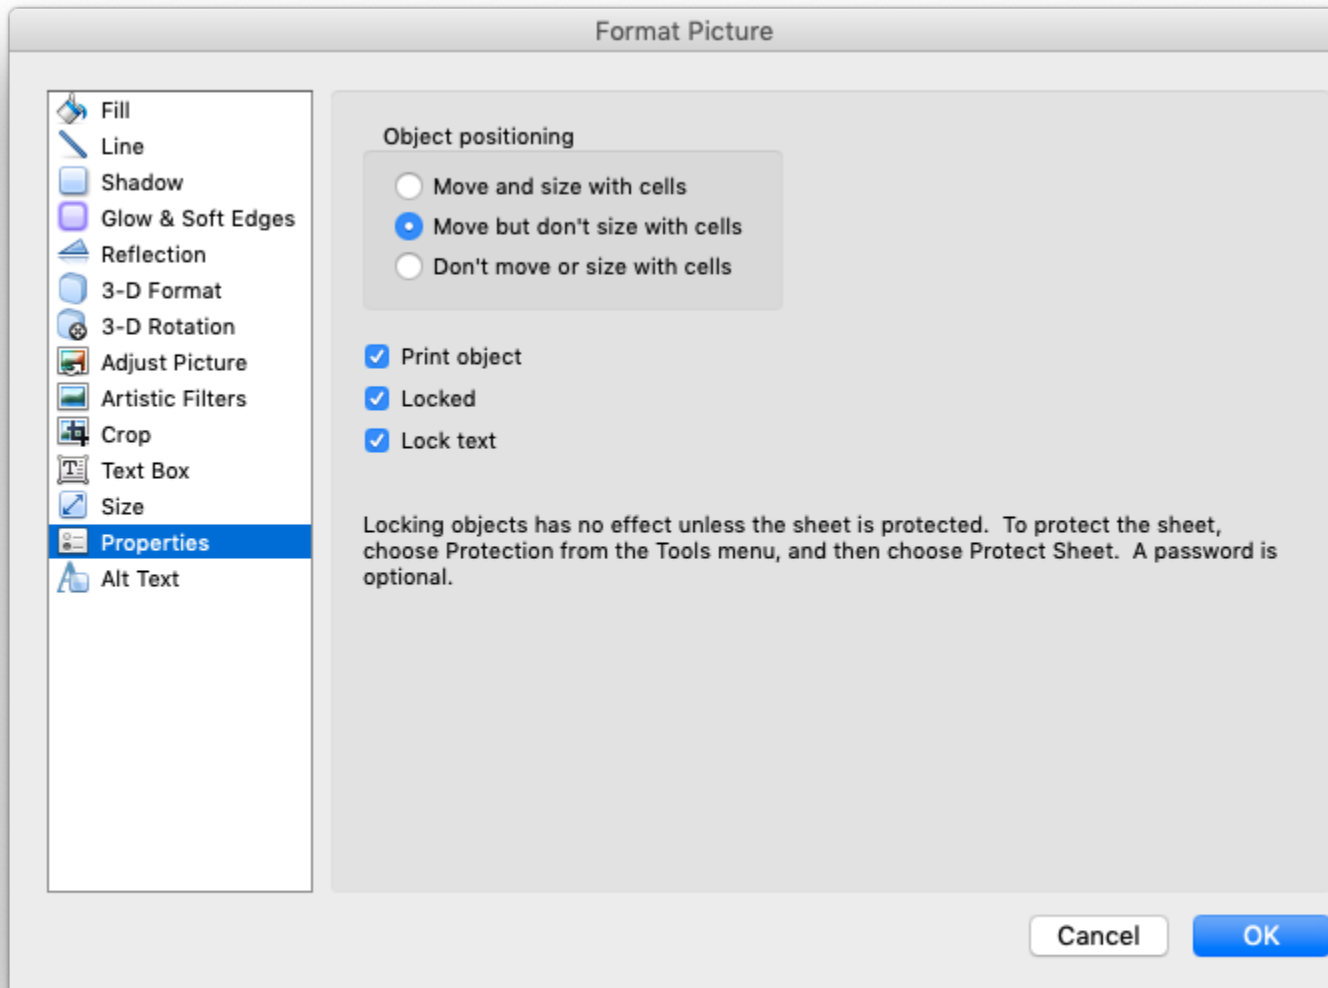 Format Picture
Fill
Line
Shadow
Glow & Soft Edges
Reflection
3-D Format
3-D Rotation
Adjust Picture
Artistic Filters
Crop
Text Box
Size
Properties
Alt Text
Object positioning
Move and size with cells
Move but don't size with cells
Don't move or size with cells
Print object
Locked
Lock text
Locking objects has no effect unless the sheet is protected.  To protect the sheet,
choose Protection from the Tools menu, and then choose Protect Sheet.  A password is
optional.
Cancel
OK